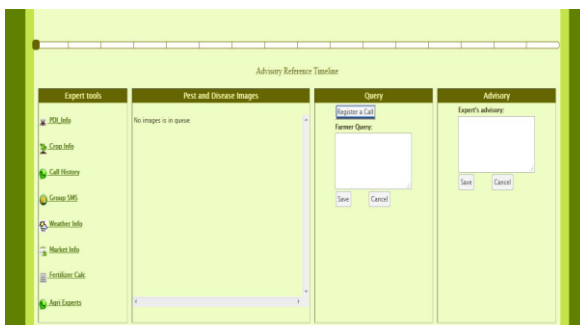 Advisory Reference Timeline
Expert tools
PDI_Info
Crop Info
Call History
Group SMS
Weather Info
Market Info
Fertilizer Calc
Agri Experts
Pest and Disease Images
No images is in queue
Query
Register a Call
Farmer Query:
Save Cancel
Advisory
Expert's advisory:
Save Cancel